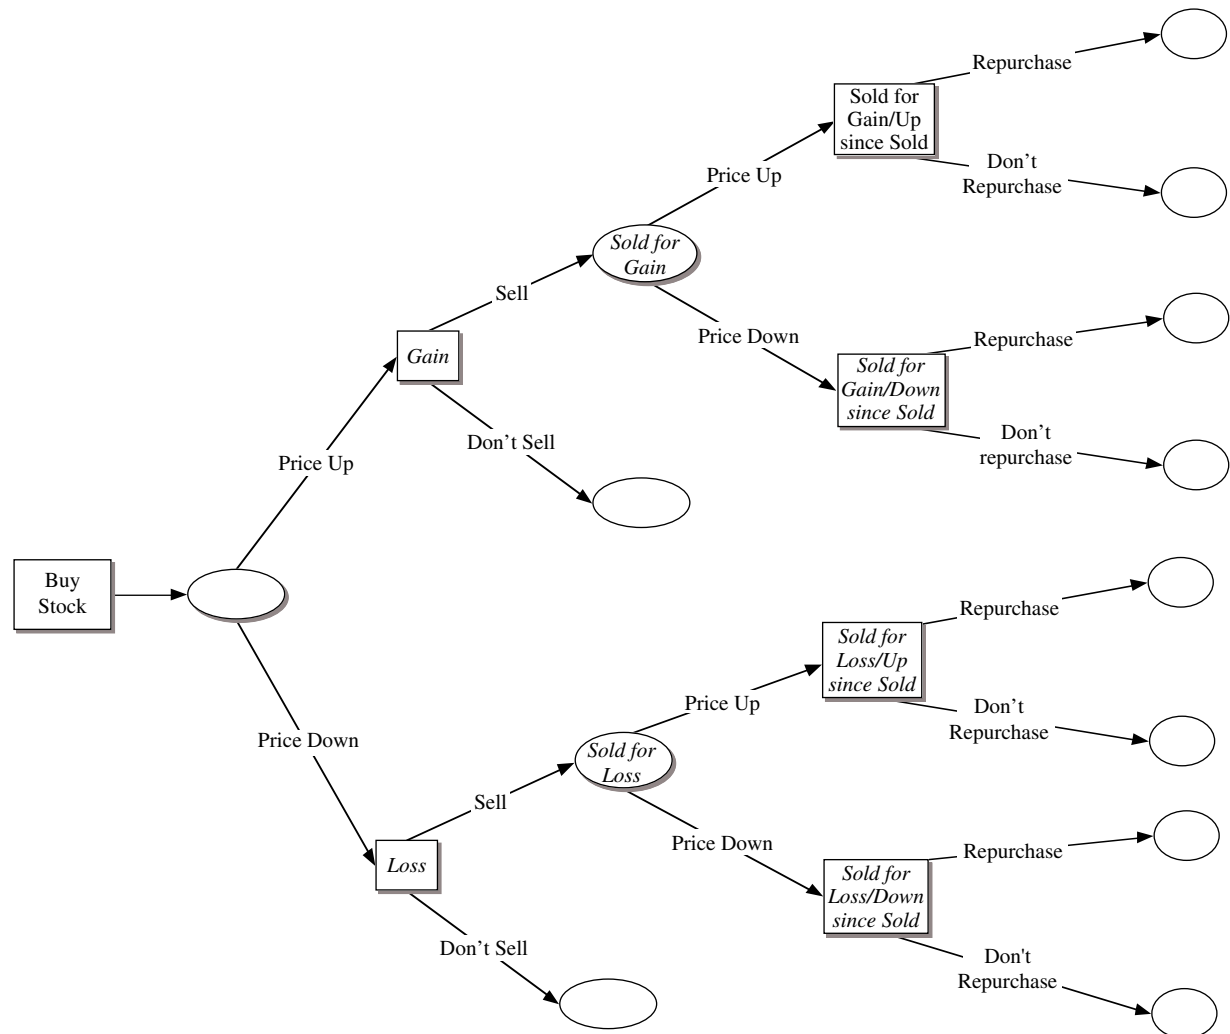 Repurchase
Sold for
Gain/Up
since Sold
Don't
Repurchase
Price Up
Sold for
Gain
Sell
Price Down
Repurchase
Sold for
Gain/Down
since Sold
Don't
repurchase
Gain
Don't Sell
Price Up
Buy
Stock
Price Down
Repurchase
Sold for
Loss/Up
since Sold
Don't
Repurchase
Price Up
Sold for
Loss
Sell
Price Down
Repurchase
Sold for
Loss/Down
since Sold
Don't
Repurchase
Loss
Don't Sell